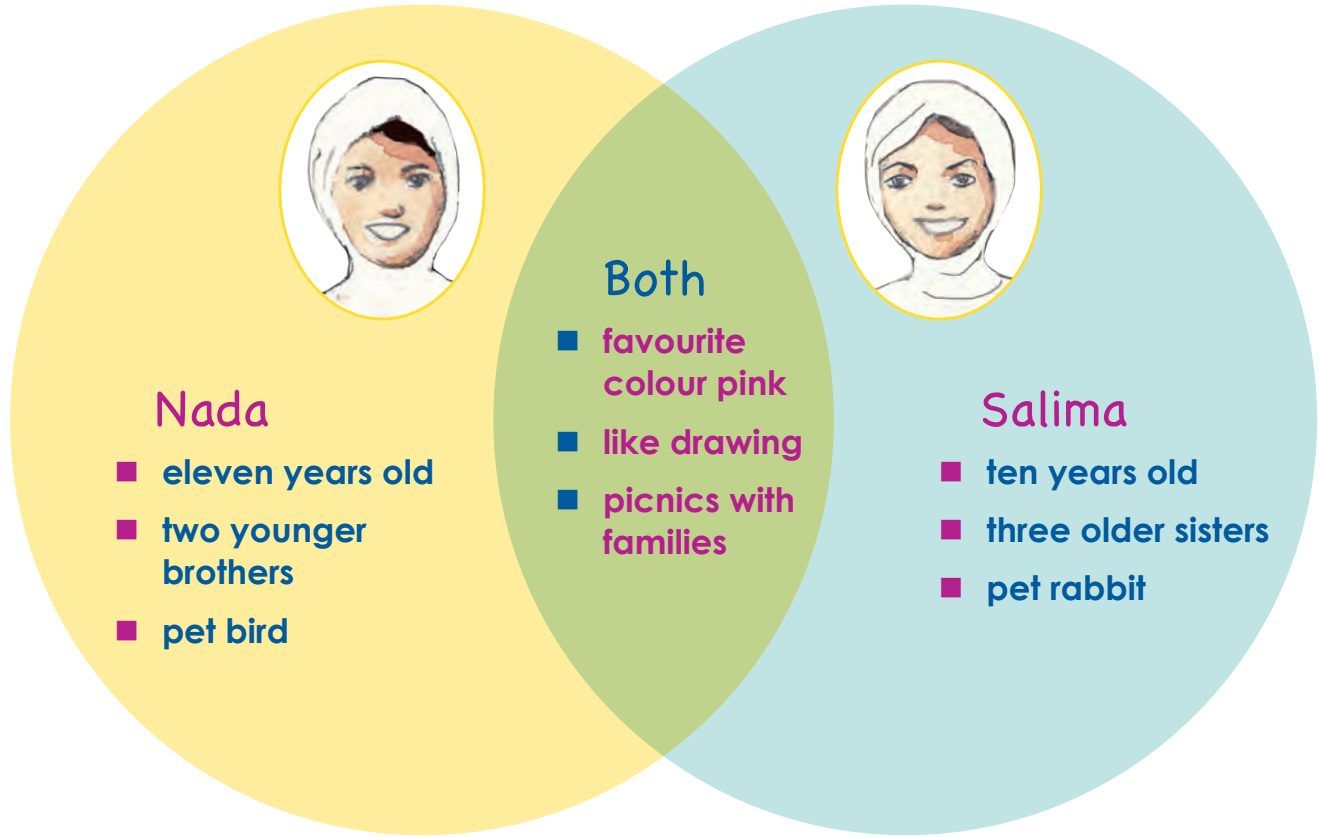 Nada
eleven years old
two younger
brothers
pet bird
Both
favourite
colour pink
like drawing
picnics with
families
Salima
ten years old
three older sisters
pet rabbit